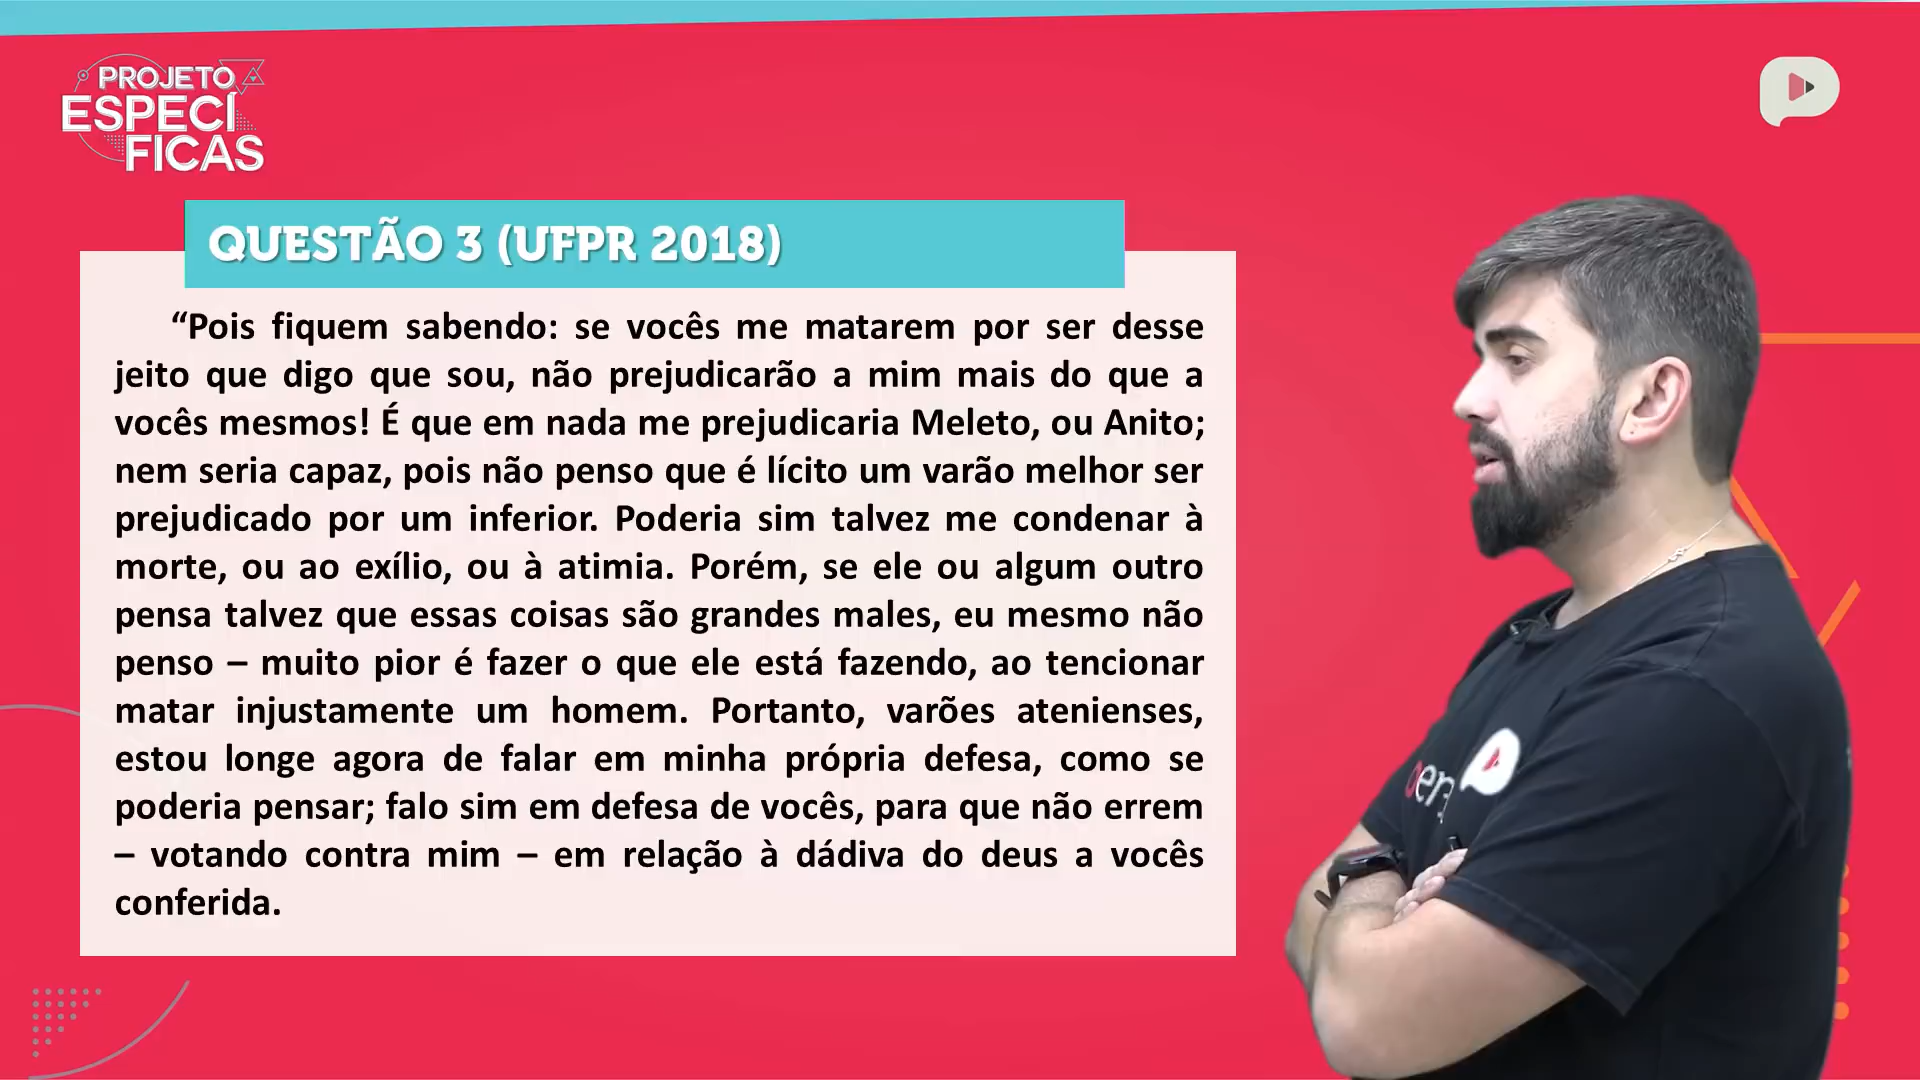 PROJETO
ESPECÍ
FICAS
QUESTÃO 3 (UFPR 2018)
“Pois fiquem sabendo: se vocês me matarem por ser desse
jeito que digo que sou, não prejudicarão a mim mais do que a
vocês mesmos! É que em nada me prejudicaria Meleto, ou Anito;
nem seria capaz, pois não penso que é lícito um varão melhor ser
prejudicado por um inferior. Poderia sim talvez me condenar à
morte, ou ao exílio, ou à atimia. Porém, se ele ou algum outro
pensa talvez que essas coisas são grandes males, eu mesmo não
penso – muito pior é fazer o que ele está fazendo, ao tencionar
matar injustamente um homem. Portanto, varões atenienses,
estou longe agora de falar em minha própria defesa, como se
poderia pensar; falo sim em defesa de vocês, para que não errem
– votando contra mim – em relação à dádiva do deus a vocês
conferida.